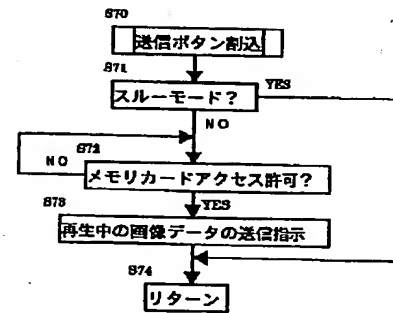 S70
送信ボタン割込
S71
スルーモード?
YES
NO
S72
NO
メモリカードアクセス許可?
S73
YES
再生中の画像データの送信指示
S74
リターン